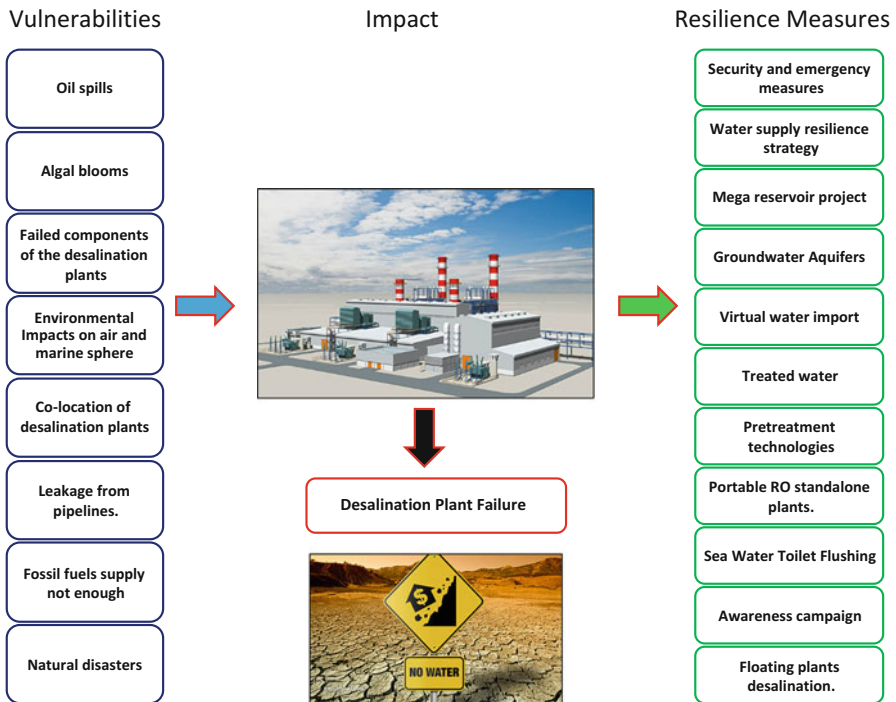 Vulnerabilities
Oil spills
Algal blooms
Failed components
of the desalination
plants
Environmental
Impacts on air and
marine sphere
Co-location of
desalination plants
Leakage from
pipelines.
Fossil fuels supply
not enough
Natural disasters
Impact
Desalination Plant Failure
$
NO WATER
Resilience Measures
Security and emergency
measures
Water supply resilience
strategy
Mega reservoir project
Groundwater Aquifers
Virtual water import
Treated water
Pretreatment
technologies
Portable RO standalone
plants.
Sea Water Toilet Flushing
Awareness campaign
Floating plants
desalination.